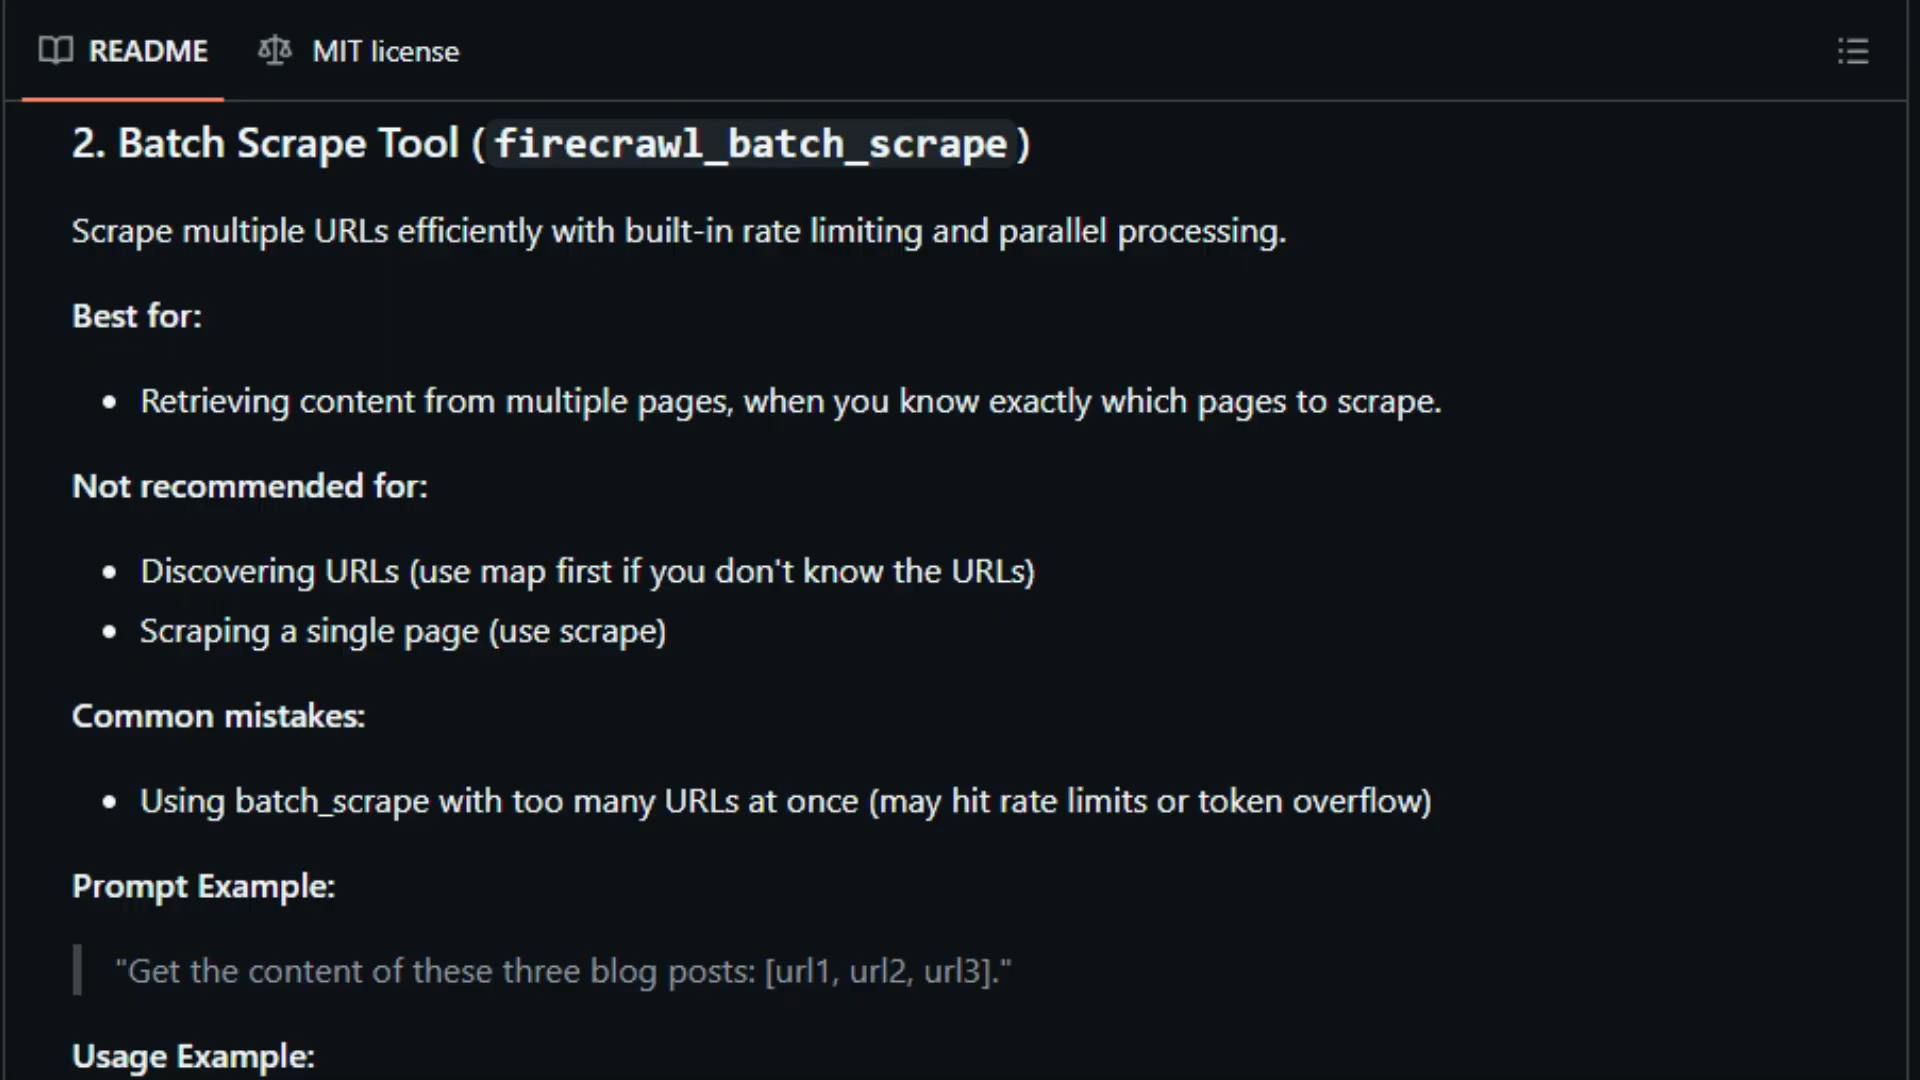 README
MIT license
2. Batch Scrape Tool (firecrawl_batch_scrape)
Scrape multiple URLs efficiently with built-in rate limiting and parallel processing.
Best for:
• Retrieving content from multiple pages, when you know exactly which pages to scrape.
Not recommended for:
• Discovering URLs (use map first if you don't know the URLs)
• Scraping a single page (use scrape)
Common mistakes:
• Using batch_scrape with too many URLs at once (may hit rate limits or token overflow)
Prompt Example:
"Get the content of these three blog posts: [url1, url2, url3]."
Usage Example: